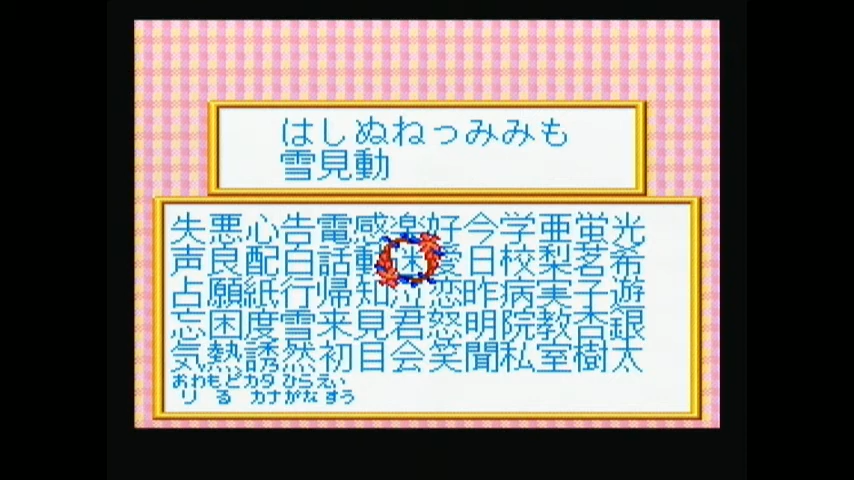 はしぬねっみみも
雪見動
失悪心告電感楽好今学亜蛍光
声良配白話動迷愛日校梨茗希
占願紙行帰知泣忍昨病実子遊
忘困度雪来見君怒明院教杏銀
気熱誘然初目会笑聞私室樹太
おわもどカタひらえい
り る カナがなすう